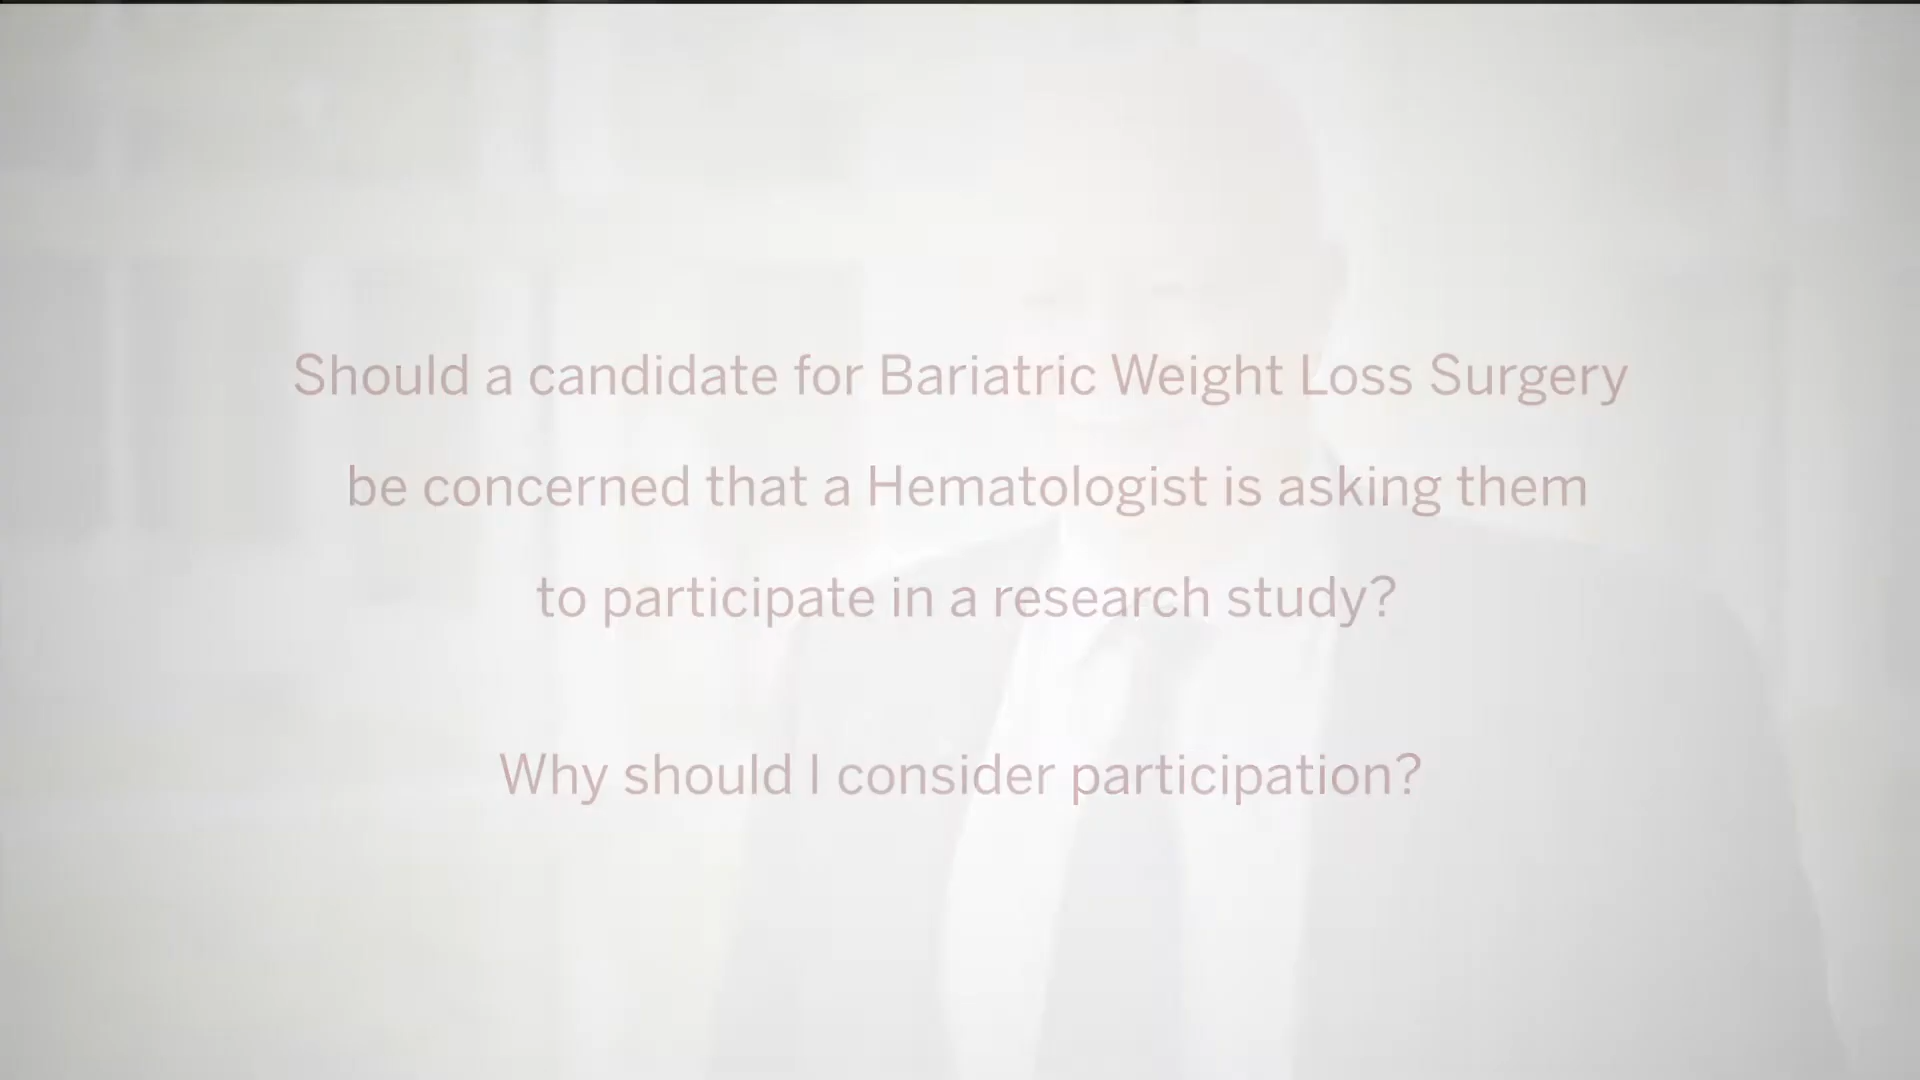 Should a candidate for Bariatric Weight Loss Surgery
be concerned that a Hematologist is asking them
to participate in a research study?
Why should I consider participation?